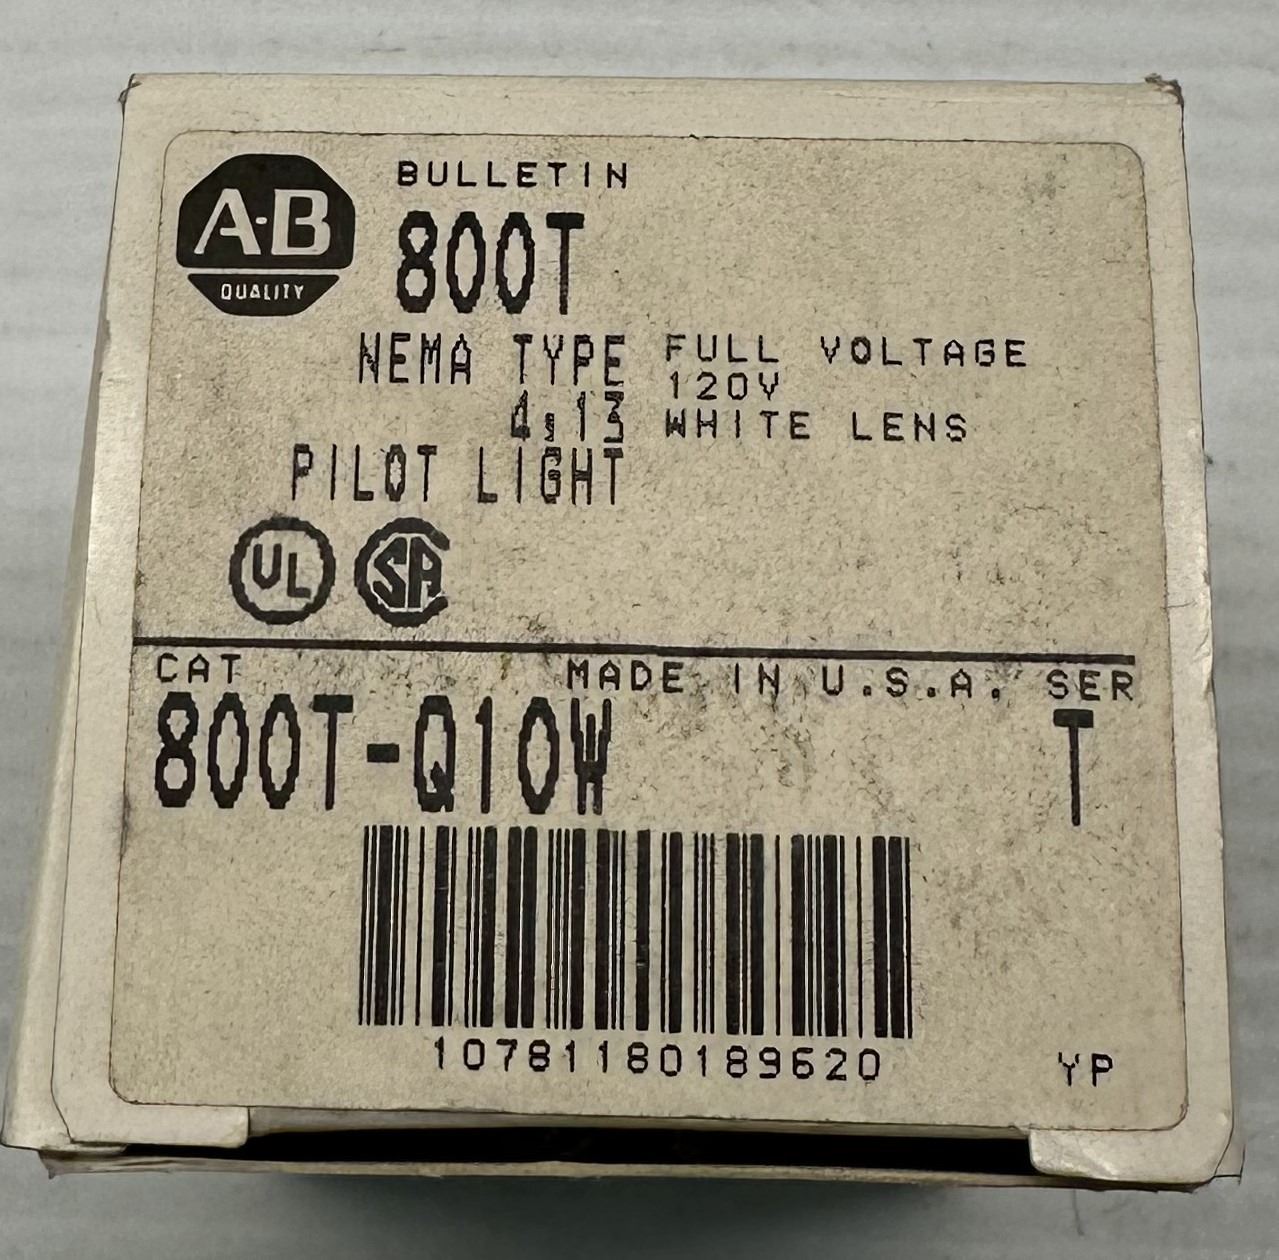 A-B
QUALITY
BULLETIN
800T
NEMA TYPE
4,13
PILOT LIGHT
FULL VOLTAGE
120V
WHITE LENS
UL
SA
CAT
MADE IN U.S.A.
SER
800T-Q10W
T
10781180189620
YP